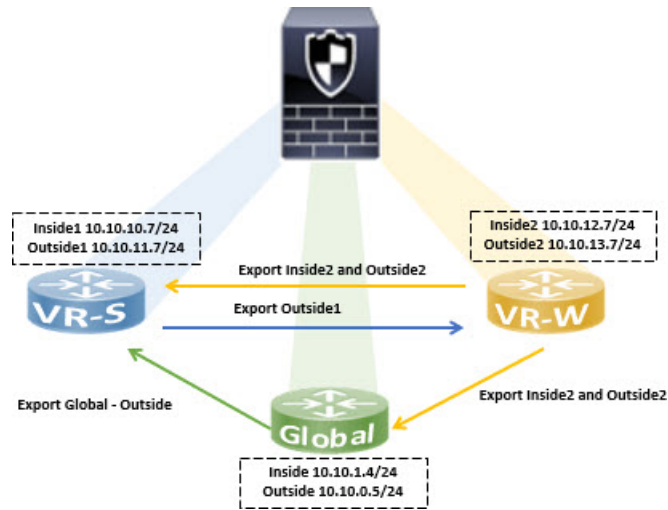 Inside1 10.10.10.7/24
Outside1 10.10.11.7/24
Inside2 10.10.12.7/24
Outside2 10.10.13.7/24
Export Inside2 and Outside2
VR-S
Export Outside1
VR-W
Export Global - Outside
Export Inside2 and Outside2
Global
Inside 10.10.1.4/24
Outside 10.10.0.5/24